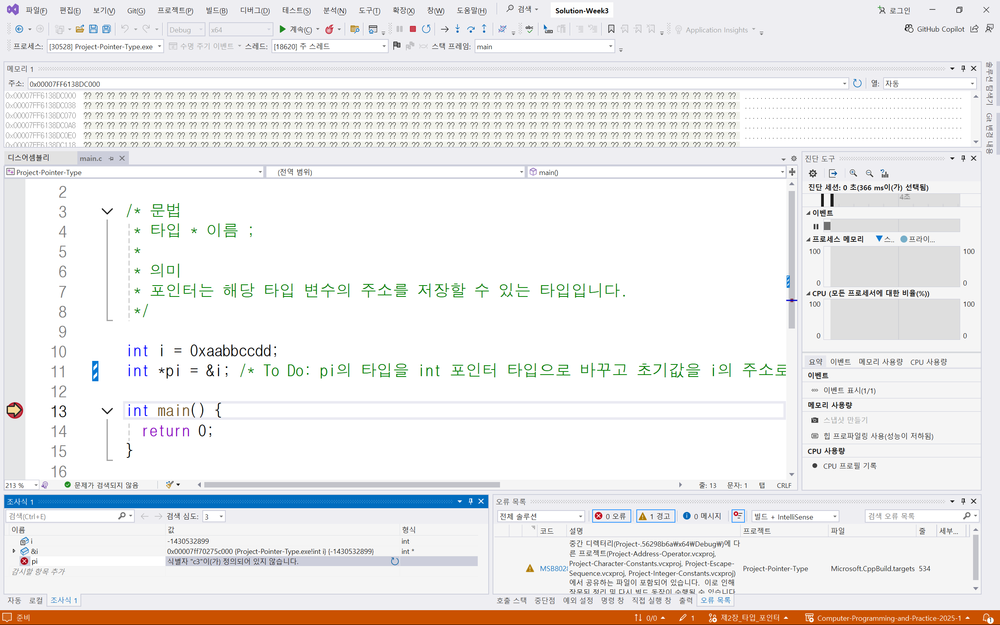 파일(F) 편집(E) 보기(V) Git(G) 프로젝트(P) 빌드(B) 디버그(D) 테스트(S) 분석(N) 도구(T) 확장(X) 창(W) 도움말(H) 검색 Solution-Week3 로그인
Debug x64 계속(C) Application Insights GitHub Copilot
프로세스: [30528] Project-Pointer-Type.exe 수명 주기 이벤트 스레드: [18620] 주 스레드 스택 프레임: main
메모리 1
주소: 0x00007FF6138DC000 열: 자동
0x00007FF6138DC000 ?? ?? ?? ?? ?? ?? ?? ?? ?? ?? ?? ?? ?? ?? ?? ?? ?? ?? ?? ?? ?? ?? ?? ?? ?? ?? ?? ?? ?? ?? ?? ?? ?? ?? ?? ?? ?? ?? ?? ?? ?? ?? ?? ?? ?? ?? ?? ?? ?? ?? ?? ?? ?? ?? ?? ?? ........................................................
0x00007FF6138DC038 ?? ?? ?? ?? ?? ?? ?? ?? ?? ?? ?? ?? ?? ?? ?? ?? ?? ?? ?? ?? ?? ?? ?? ?? ?? ?? ?? ?? ?? ?? ?? ?? ?? ?? ?? ?? ?? ?? ?? ?? ?? ?? ?? ?? ?? ?? ?? ?? ?? ?? ?? ?? ?? ?? ?? ?? ........................................................
0x00007FF6138DC070 ?? ?? ?? ?? ?? ?? ?? ?? ?? ?? ?? ?? ?? ?? ?? ?? ?? ?? ?? ?? ?? ?? ?? ?? ?? ?? ?? ?? ?? ?? ?? ?? ?? ?? ?? ?? ?? ?? ?? ?? ?? ?? ?? ?? ?? ?? ?? ?? ?? ?? ?? ?? ?? ?? ?? ?? ........................................................
0x00007FF6138DC0A8 ?? ?? ?? ?? ?? ?? ?? ?? ?? ?? ?? ?? ?? ?? ?? ?? ?? ?? ?? ?? ?? ?? ?? ?? ?? ?? ?? ?? ?? ?? ?? ?? ?? ?? ?? ?? ?? ?? ?? ?? ?? ?? ?? ?? ?? ?? ?? ?? ?? ?? ?? ?? ?? ?? ?? ?? ........................................................
0x00007FF6138DC0E0 ?? ?? ?? ?? ?? ?? ?? ?? ?? ?? ?? ?? ?? ?? ?? ?? ?? ?? ?? ?? ?? ?? ?? ?? ?? ?? ?? ?? ?? ?? ?? ?? ?? ?? ?? ?? ?? ?? ?? ?? ?? ?? ?? ?? ?? ?? ?? ?? ?? ?? ?? ?? ?? ?? ?? ?? ........................................................
0x00007FF6138DC118 ?? ?? ?? ?? ?? ?? ?? ?? ?? ?? ?? ?? ?? ?? ?? ?? ?? ?? ?? ?? ?? ?? ?? ?? ?? ?? ?? ?? ?? ?? ?? ?? ?? ?? ?? ?? ?? ?? ?? ?? ?? ?? ?? ?? ?? ?? ?? ?? ?? ?? ?? ?? ?? ?? ?? ??
솔루션 탐색기
Git 변경 내용
디스어셈블리 main.c
Project-Pointer-Type (전역 범위) main()
2
3 /* 문법
4 * 타입 * 이름 ;
5 *
6 * 의미
7 * 포인터는 해당 타입 변수의 주소를 저장할 수 있는 타입입니다.
8 */
9
10 int i = 0xaabbccdd;
11 int *pi = &i; /* To Do: pi의 타입을 int 포인터 타입으로 바꾸고 초기값을 i의 주소로
12
13 int main() {
14 return 0;
15 }
16
213 % 문제가 검색되지 않음 줄: 13 문자: 1 탭 CRLF
진단 도구
진단 세션: 0 초(366 ms이(가) 선택됨)
4초
이벤트
프로세스 메모리 스.. 프라이...
100 100
0 0
CPU (모든 프로세서에 대한 비율(%))
100 100
0 0
요약 이벤트 메모리 사용량 CPU 사용량
이벤트
이벤트 표시(1/1)
메모리 사용량
스냅샷 만들기
힙 프로파일링 사용(성능이 저하됨)
CPU 사용량
CPU 프로필 기록
조사식 1
검색(Ctrl+E) 검색 심도: 3
이름 값 형식
i -1430532899 int
&i 0x00007ff70275c000 {Project-Pointer-Type.exe!int i} {-1430532899} int *
pi 식별자 "c3"이(가) 정의되어 있지 않습니다.
감시할 항목 추가
자동 로컬 조사식 1
오류 목록
전체 솔루션 0 오류 1 경고 0 메시지 빌드 + IntelliSense 검색 오류 목록
코드 설명 프로젝트 파일 줄 세부...
중간 디렉터리(Project-.56298b6a₩x64₩Debug₩)에 다
른 프로젝트(Project-Address-Operator.vcxproj,
Project-Character-Constants.vcxproj, Project-Escape-
MSB8028 Project-Pointer-Type Microsoft.CppBuild.targets 534
Sequence.vcxproj, Project-Integer-Constants.vcxproj)
에서 공유하는 파일이 포함되어 있습니다. 이로 인해
잘못된 정리 및 다시 빌드 동작이 수행될 수 있습니다
호출 스택 중단점 예외 설정 명령 창 직접 실행 창 출력 오류 목록
준비 0/0 1 제2장_타입_포인터 Computer-Programming-and-Practice-2025-1 1